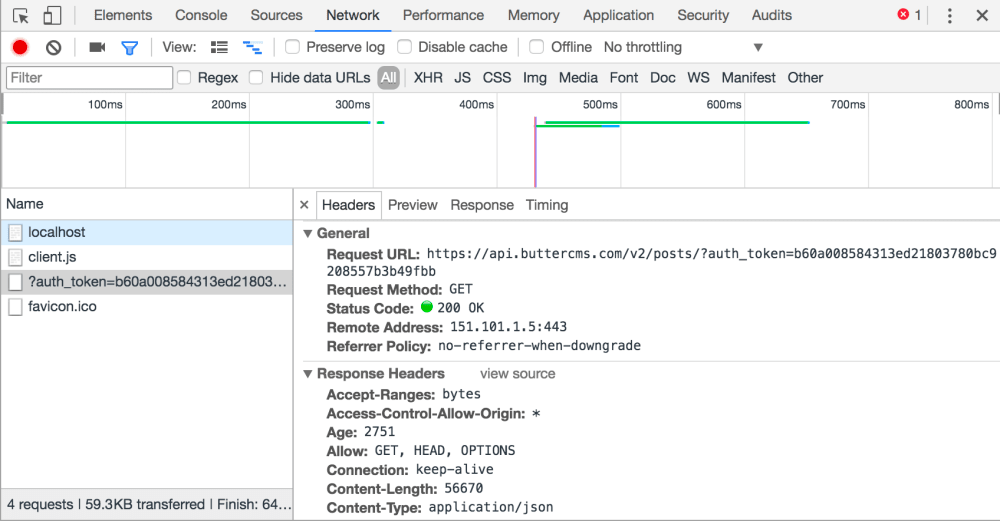 Elements Console Sources Network Performance Memory Application Security Audits 1
View: Preserve log Disable cache Offline No throttling
Filter Regex Hide data URLs All XHR JS CSS Img Media Font Doc WS Manifest Other
100ms 200ms 300ms 400ms 500ms 600ms 700ms 800ms
Name
localhost
client.js
?auth_token=b60a008584313ed21803...
favicon.ico
4 requests | 59.3KB transferred | Finish: 64...
Headers Preview Response Timing
General
Request URL: https://api.buttercms.com/v2/posts/?auth_token=b60a008584313ed21803780bc9
208557b3b49fbb
Request Method: GET
Status Code: 200 OK
Remote Address: 151.101.1.5:443
Referrer Policy: no-referrer-when-downgrade
Response Headers view source
Accept-Ranges: bytes
Access-Control-Allow-Origin: *
Age: 2751
Allow: GET, HEAD, OPTIONS
Connection: keep-alive
Content-Length: 56670
Content-Type: application/json